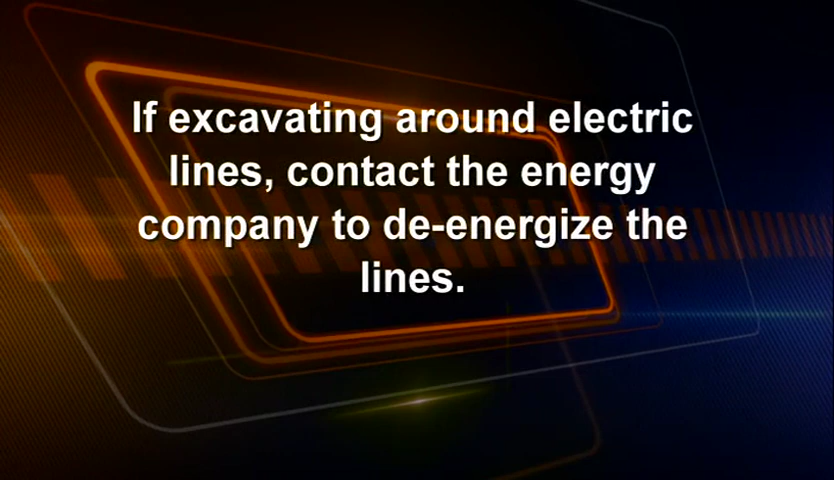 If excavating around electric
lines, contact the energy
company to de-energize the
lines.